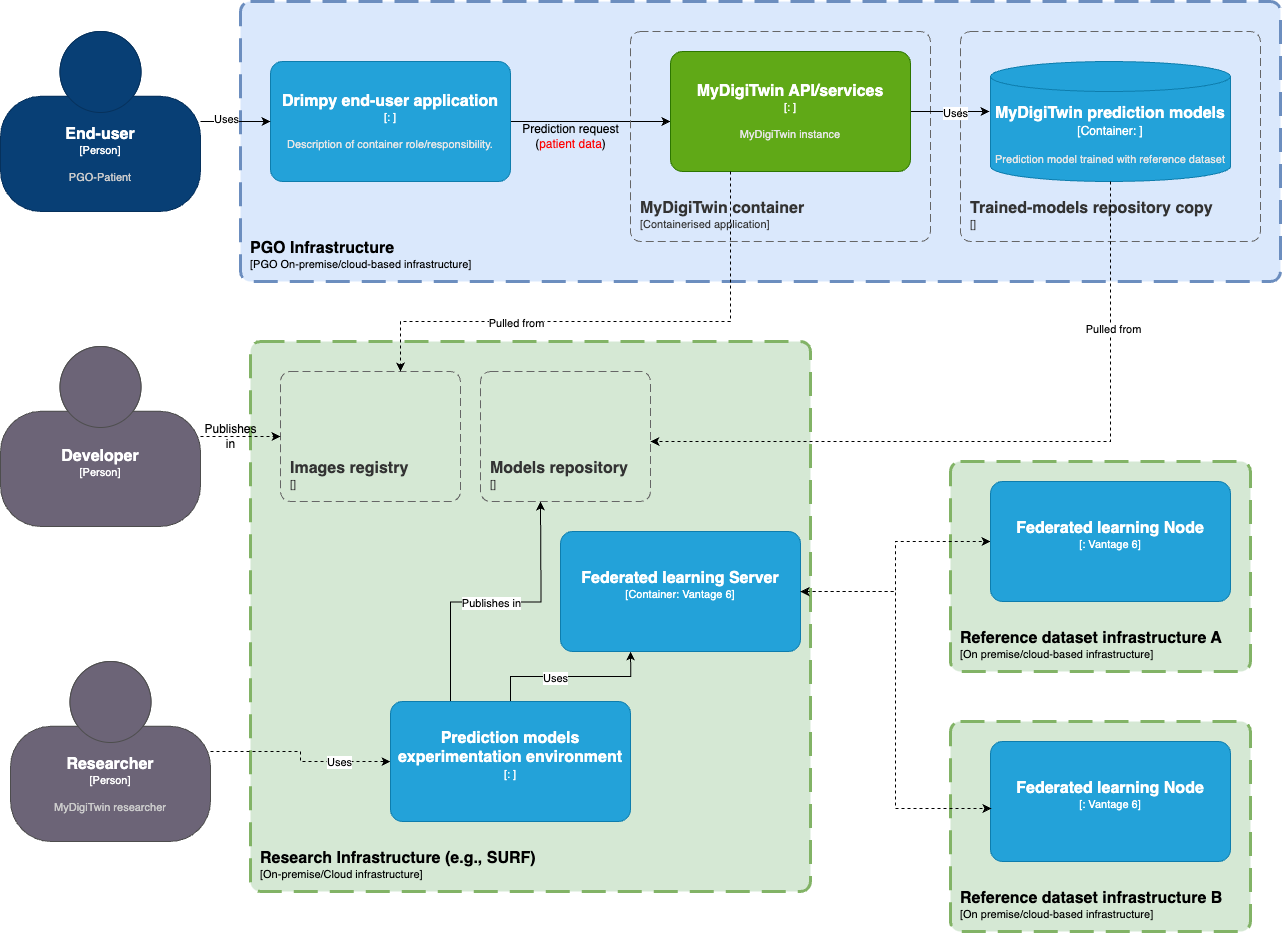 End-user
[Person]
PGO-Patient
Uses
Drimpy end-user application
[: ]
Description of container role/responsibility.
Prediction request
(patient data)
MyDigiTwin API/services
[: ]
MyDigiTwin instance
Uses
MyDigiTwin prediction models
[Container: ]
Prediction model trained with reference dataset
MyDigiTwin container
[Containerised application]
Trained-models repository copy
[]
PGO Infrastructure
[PGO On-premise/cloud-based infrastructure]
Pulled from
Pulled from
Developer
[Person]
Publishes
in
Images registry
[]
Models repository
[]
Federated learning Server
[Container: Vantage 6]
Publishes in
Uses
Federated learning Node
[: Vantage 6]
Reference dataset infrastructure A
[On premise/cloud-based infrastructure]
Researcher
[Person]
MyDigiTwin researcher
Uses
Prediction models
experimentation environment
[: ]
Research Infrastructure (e.g., SURF)
[On-premise/Cloud infrastructure]
Federated learning Node
[: Vantage 6]
Reference dataset infrastructure B
[On premise/cloud-based infrastructure]